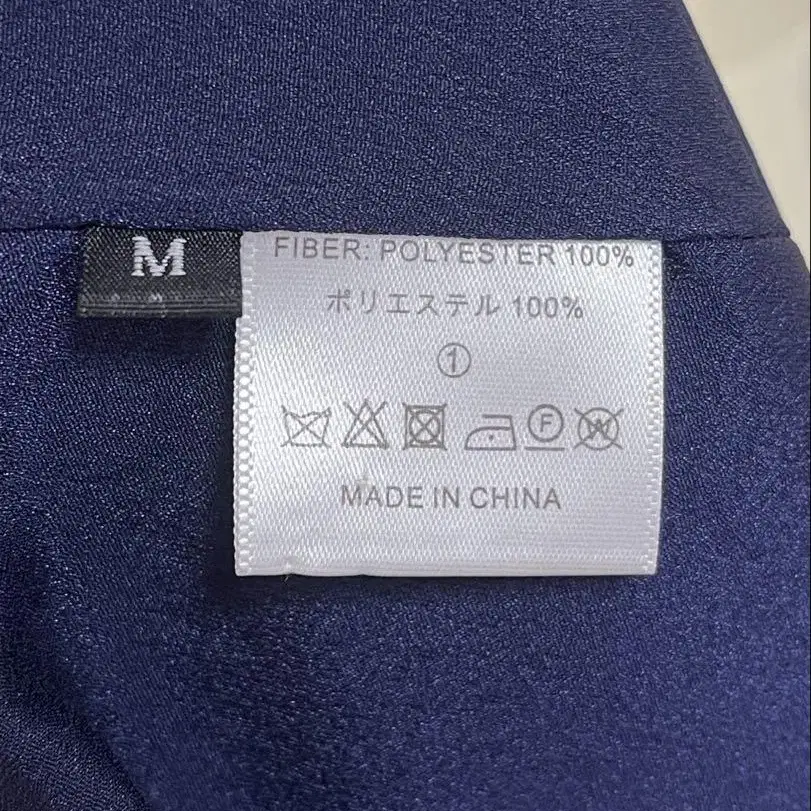 M
FIBER: POLYESTER 100%
ポリエステル 100%
①
F W
MADE IN CHINA